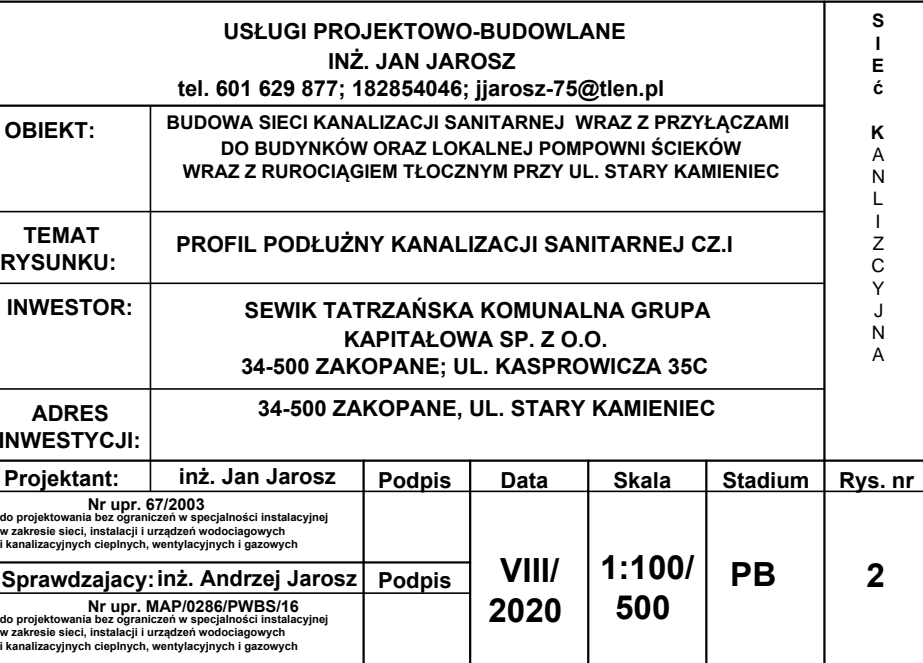 USŁUGI PROJEKTOWO-BUDOWLANE
INŻ. JAN JAROSZ
tel. 601 629 877; 182854046; jjarosz-75@tlen.pl
OBIEKT:
BUDOWA SIECI KANALIZACJI SANITARNEJ WRAZ Z PRZYŁĄCZAMI
DO BUDYNKÓW ORAZ LOKALNEJ POMPOWNI ŚCIEKÓW
WRAZ Z RUROCIĄGIEM TŁOCZNYM PRZY UL. STARY KAMIENIEC
TEMAT
RYSUNKU:
PROFIL PODŁUŻNY KANALIZACJI SANITARNEJ CZ.I
INWESTOR:
SEWIK TATRZAŃSKA KOMUNALNA GRUPA
KAPITAŁOWA SP. Z O.O.
34-500 ZAKOPANE; UL. KASPROWICZA 35C
ADRES
INWESTYCJI:
34-500 ZAKOPANE, UL. STARY KAMIENIEC
S
I
E
ć
K
A
N
L
I
Z
C
Y
J
N
A
Projektant: inż. Jan Jarosz Podpis Data Skala Stadium Rys. nr
Nr upr. 67/2003
do projektowania bez ograniczeń w specjalności instalacyjnej
w zakresie sieci, instalacji i urządzeń wodociagowych
i kanalizacyjnych cieplnych, wentylacyjnych i gazowych
Sprawdzajacy: inż. Andrzej Jarosz Podpis
Nr upr. MAP/0286/PWBS/16
do projektowania bez ograniczeń w specjalności instalacyjnej
w zakresie sieci, instalacji i urządzeń wodociagowych
i kanalizacyjnych cieplnych, wentylacyjnych i gazowych
VIII/
2020
1:100/
500
PB
2